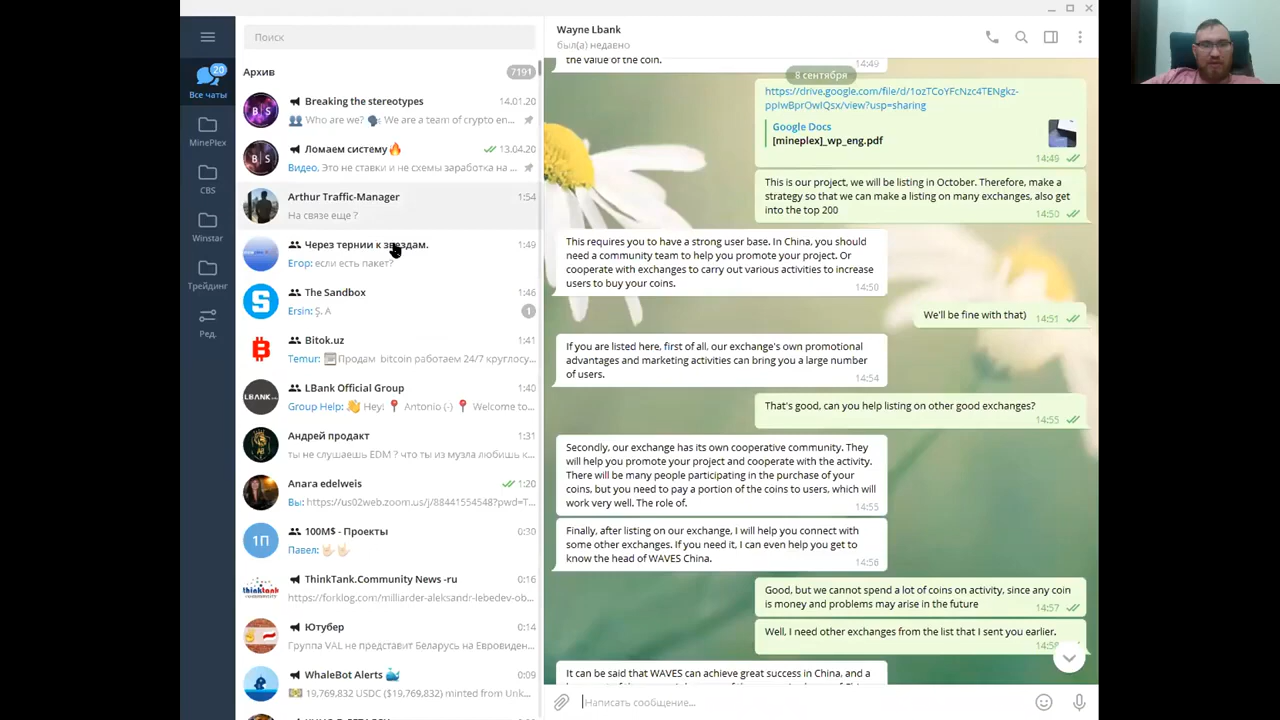 20
Все чаты
MinePlex
CBS
Winstar
Трейдинг
Ред.
Поиск
Архив 7191
Breaking the stereotypes 14.01.20
Who are we? We are a team of crypto en...
Ломаем систему 13.04.20
Видео, Это не ставки и не схемы заработка на ...
Arthur Traffic-Manager 1:54
На связе еще ?
Через тернии к звездам. 1:49
Егор: если есть пакет?
The Sandbox 1:46
Ersin: Ş. A 1
Bitok.uz 1:41
Temur: Продам bitcoin работаем 24/7 круглосу...
LBank Official Group 1:40
Group Help: Hey! Antonio (-) Welcome to...
Андрей продакт 1:31
ты не слушаешь EDM ? что ты из музла любишь к...
Anara edelweis 1:20
Вы: https://us02web.zoom.us/j/88441554548?pwd=T...
1П
100M$ - Проекты 0:30
Павел:
ThinkTank.Community News -ru 0:16
https://forklog.com/milliarder-aleksandr-lebedev-ob...
Ютубер 0:14
Группа VAL не представит Беларусь на Евровиден...
WhaleBot Alerts 0:09
19,769,832 USDC ($19,769,832) minted from Unk...
Wayne Lbank
был(а) недавно
the value of the coin.
14:49
8 сентября
https://drive.google.com/file/d/1ozTCoYFcNzc4TENgkz-
ppIwBprOwIQsx/view?usp=sharing
Google Docs
[mineplex]_wp_eng.pdf
14:49
This is our project, we will be listing in October. Therefore, make a
strategy so that we can make a listing on many exchanges, also get
into the top 200
14:50
This requires you to have a strong user base. In China, you should
need a community team to help you promote your project. Or
cooperate with exchanges to carry out various activities to increase
users to buy your coins.
14:50
We'll be fine with that) 14:51
If you are listed here, first of all, our exchange's own promotional
advantages and marketing activities can bring you a large number
of users.
14:54
That's good, can you help listing on other good exchanges?
14:55
Secondly, our exchange has its own cooperative community. They
will help you promote your project and cooperate with the activity.
There will be many people participating in the purchase of your
coins, but you need to pay a portion of the coins to users, which will
work very well. The role of.
14:55
Finally, after listing on our exchange, I will help you connect with
some other exchanges. If you need it, I can even help you get to
know the head of WAVES China.
14:56
Good, but we cannot spend a lot of coins on activity, since any coin
is money and problems may arise in the future
14:57
Well, I need other exchanges from the list that I sent you earlier.
14:58
It can be said that WAVES can achieve great success in China, and a
Написать сообщение...